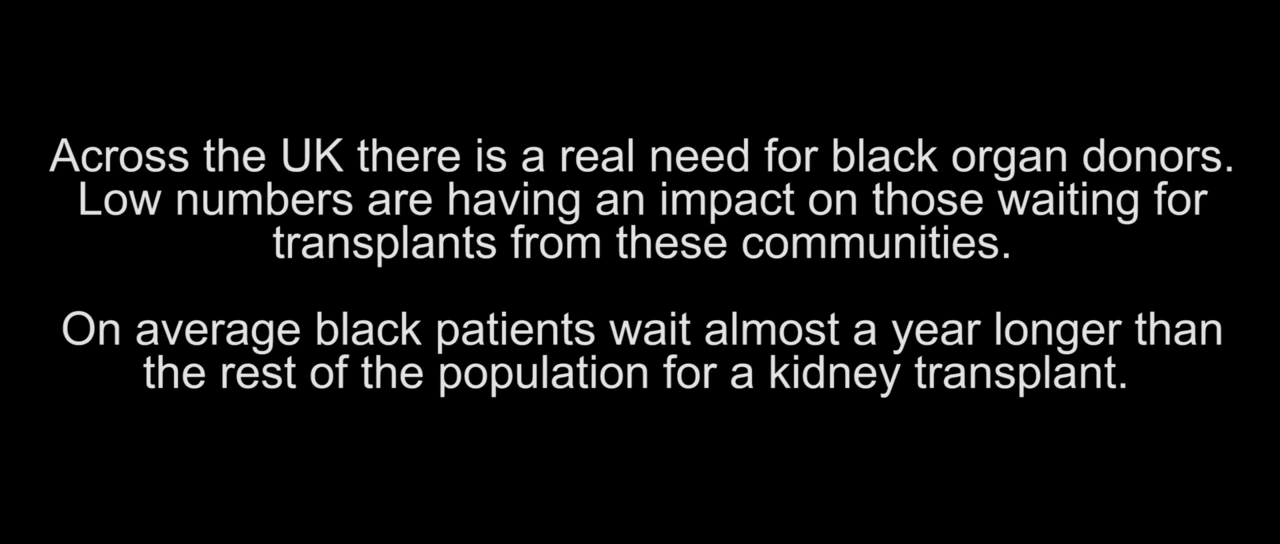 Across the UK there is a real need for black organ donors.
Low numbers are having an impact on those waiting for
transplants from these communities.
On average black patients wait almost a year longer than
the rest of the population for a kidney transplant.